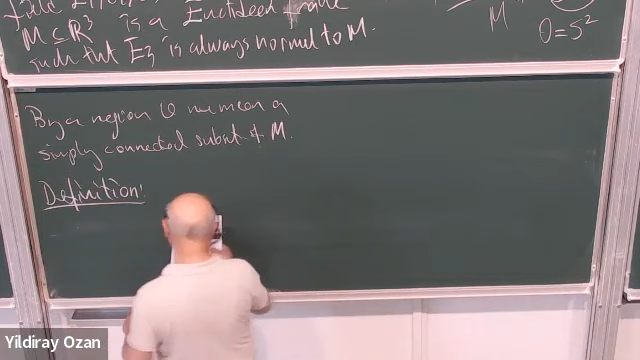 M ⊆ R³ is a Euclidean frame
such that E₃ is always normal to M.
M
O = S²
By a region O we mean a
simply connected subset of M.
Definition:
Yildiray Ozan